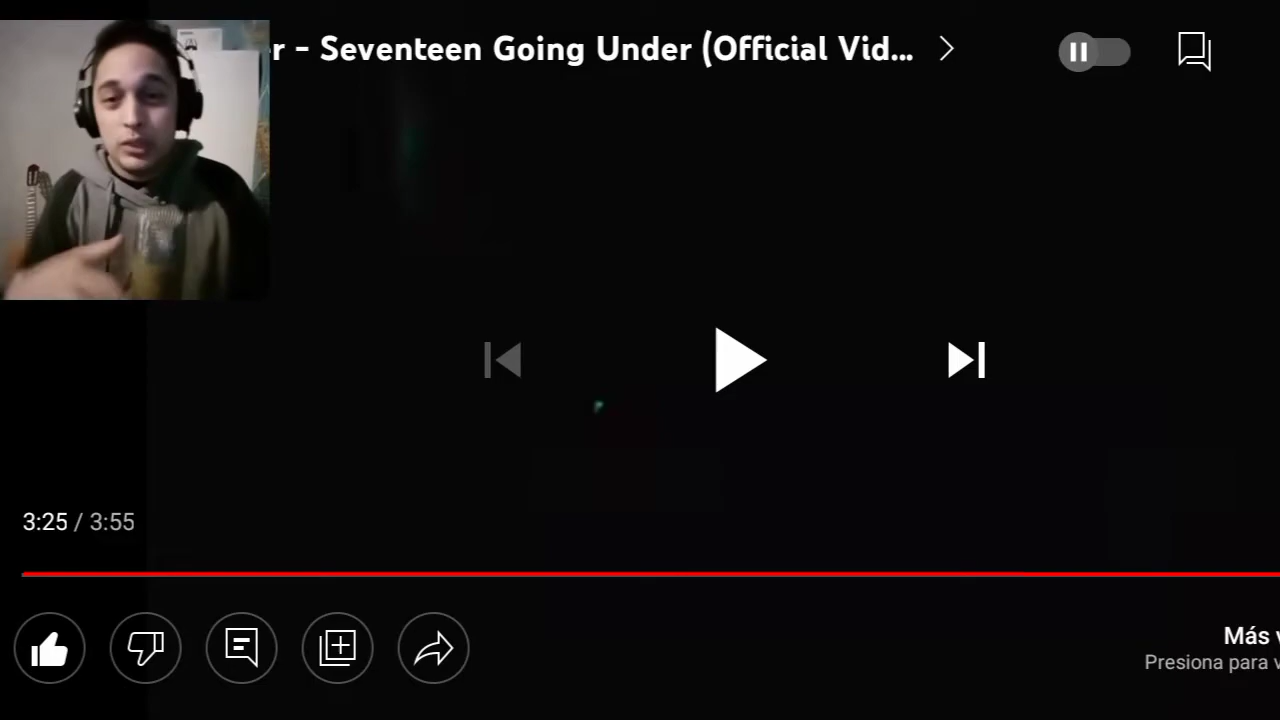 r - Seventeen Going Under (Official Vid...
3:25 / 3:55
Más v
Presiona para v